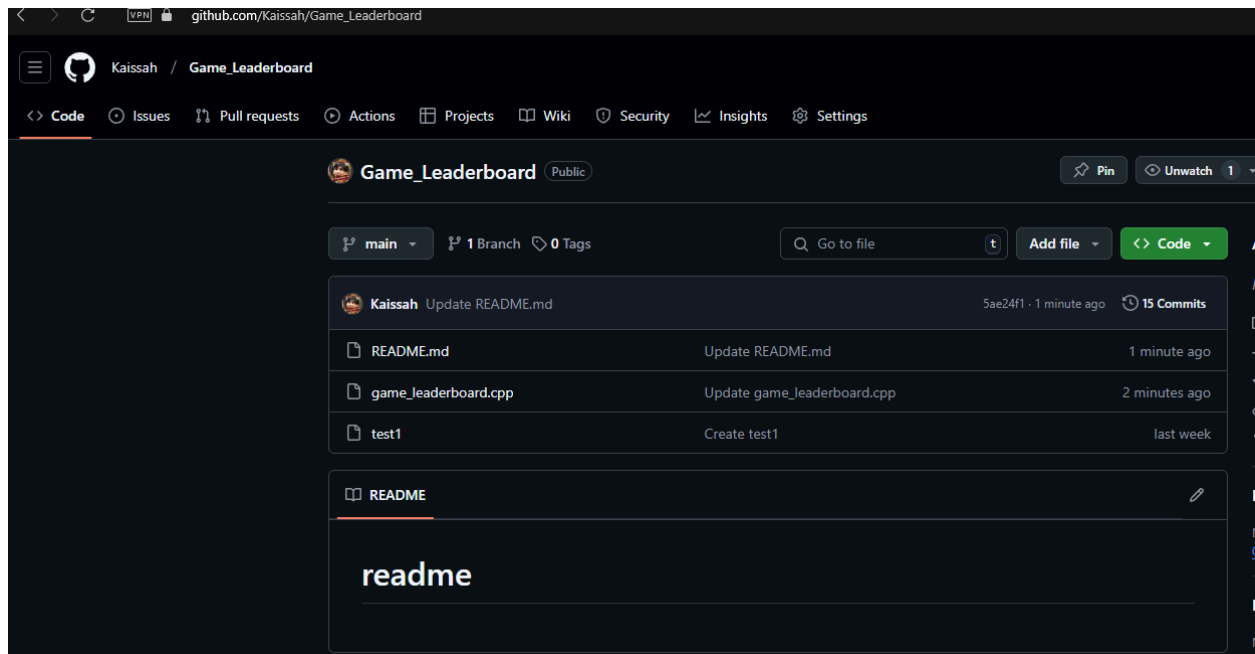 VPN github.com/Kaissah/Game_Leaderboard
Kaissah / Game_Leaderboard
Code Issues Pull requests Actions Projects Wiki Security Insights Settings
Game_Leaderboard Public Pin Unwatch 1
main 1 Branch 0 Tags Go to file t Add file Code
Kaissah Update README.md 5ae24f1 · 1 minute ago 15 Commits
README.md Update README.md 1 minute ago
game_leaderboard.cpp Update game_leaderboard.cpp 2 minutes ago
test1 Create test1 last week
README
readme